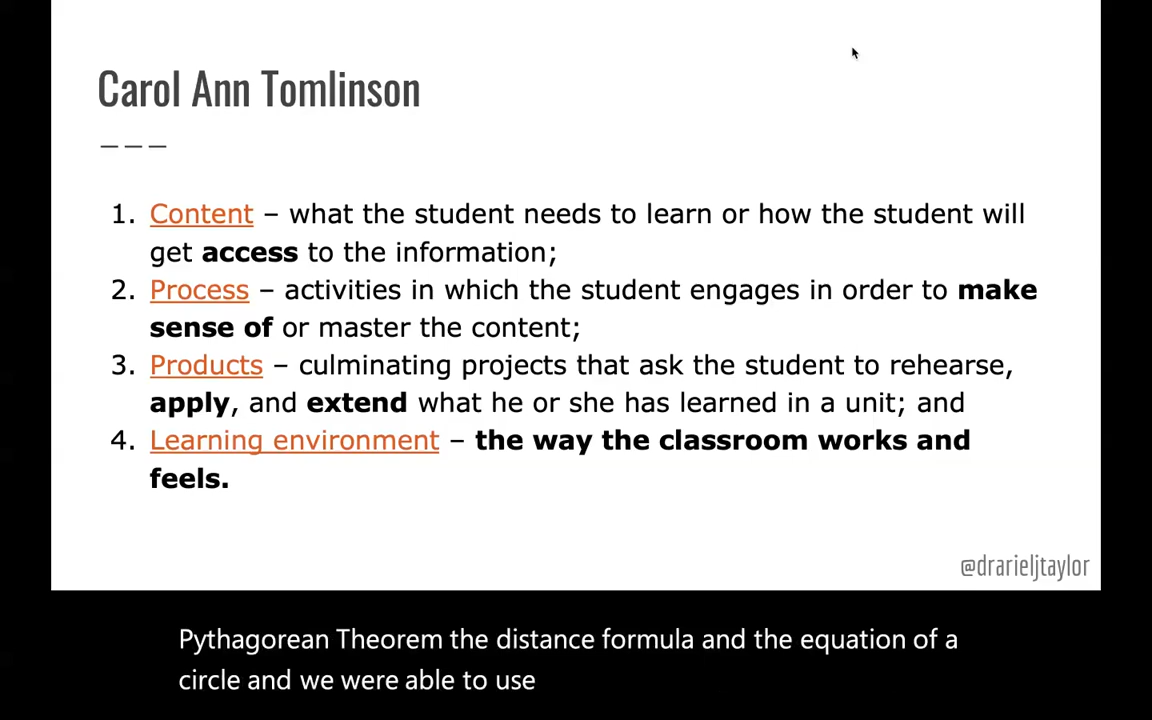 Carol Ann Tomlinson
———
1. Content – what the student needs to learn or how the student will
get access to the information;
2. Process – activities in which the student engages in order to make
sense of or master the content;
3. Products – culminating projects that ask the student to rehearse,
apply, and extend what he or she has learned in a unit; and
4. Learning environment – the way the classroom works and
feels.
@drarieljtaylor
Pythagorean Theorem the distance formula and the equation of a
circle and we were able to use